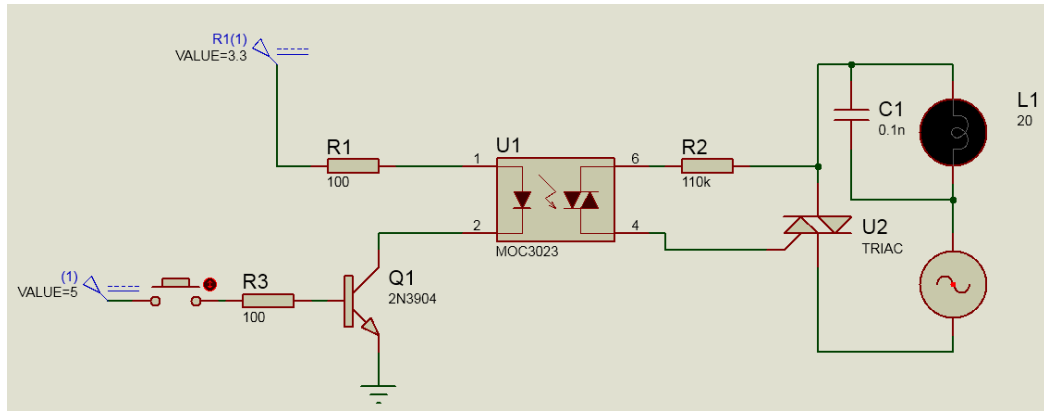 R1(1)
VALUE=3.3
R1
100
U1
1
6
2
4
MOC3023
R2
110k
C1
0.1n
L1
20
U2
TRIAC
(1)
VALUE=5
R3
100
Q1
2N3904